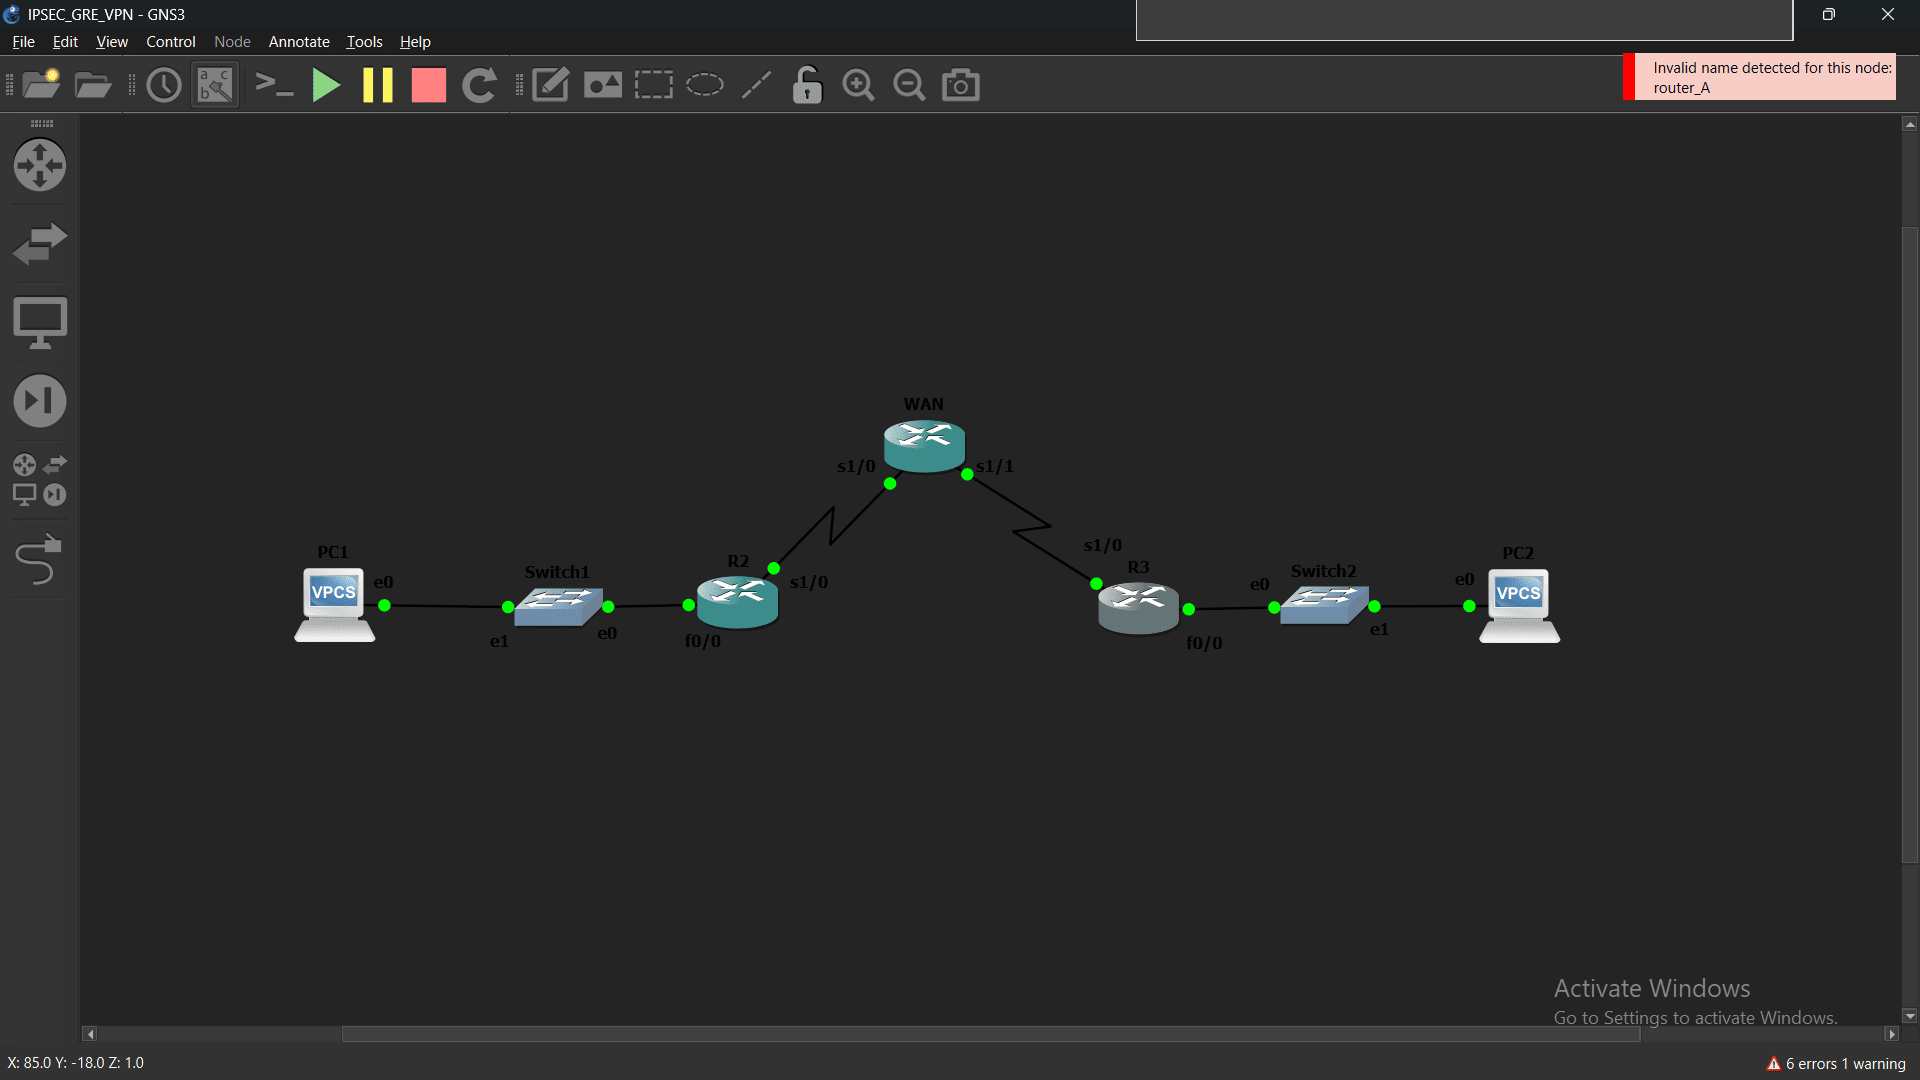 IPSEC_GRE_VPN - GNS3
File Edit View Control Node Annotate Tools Help
a c
b
>_
Invalid name detected for this node:
router_A
WAN
s1/0
s1/1
s1/0
PC1
VPCS
e0
Switch1
e1
e0
R2
s1/0
f0/0
R3
f0/0
e0
Switch2
e1
e0
PC2
VPCS
Activate Windows
Go to Settings to activate Windows.
X: 85.0 Y: -18.0 Z: 1.0
6 errors 1 warning